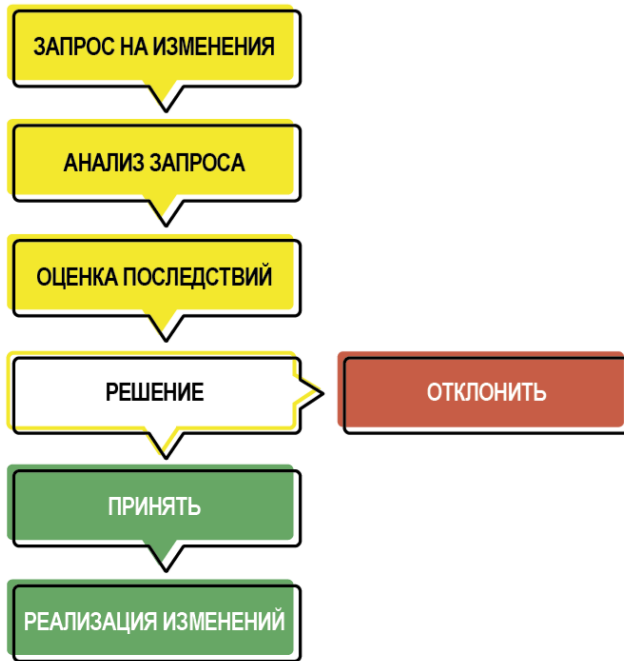 ЗАПРОС НА ИЗМЕНЕНИЯ
АНАЛИЗ ЗАПРОСА
ОЦЕНКА ПОСЛЕДСТВИЙ
РЕШЕНИЕ
ОТКЛОНИТЬ
ПРИНЯТЬ
РЕАЛИЗАЦИЯ ИЗМЕНЕНИЙ